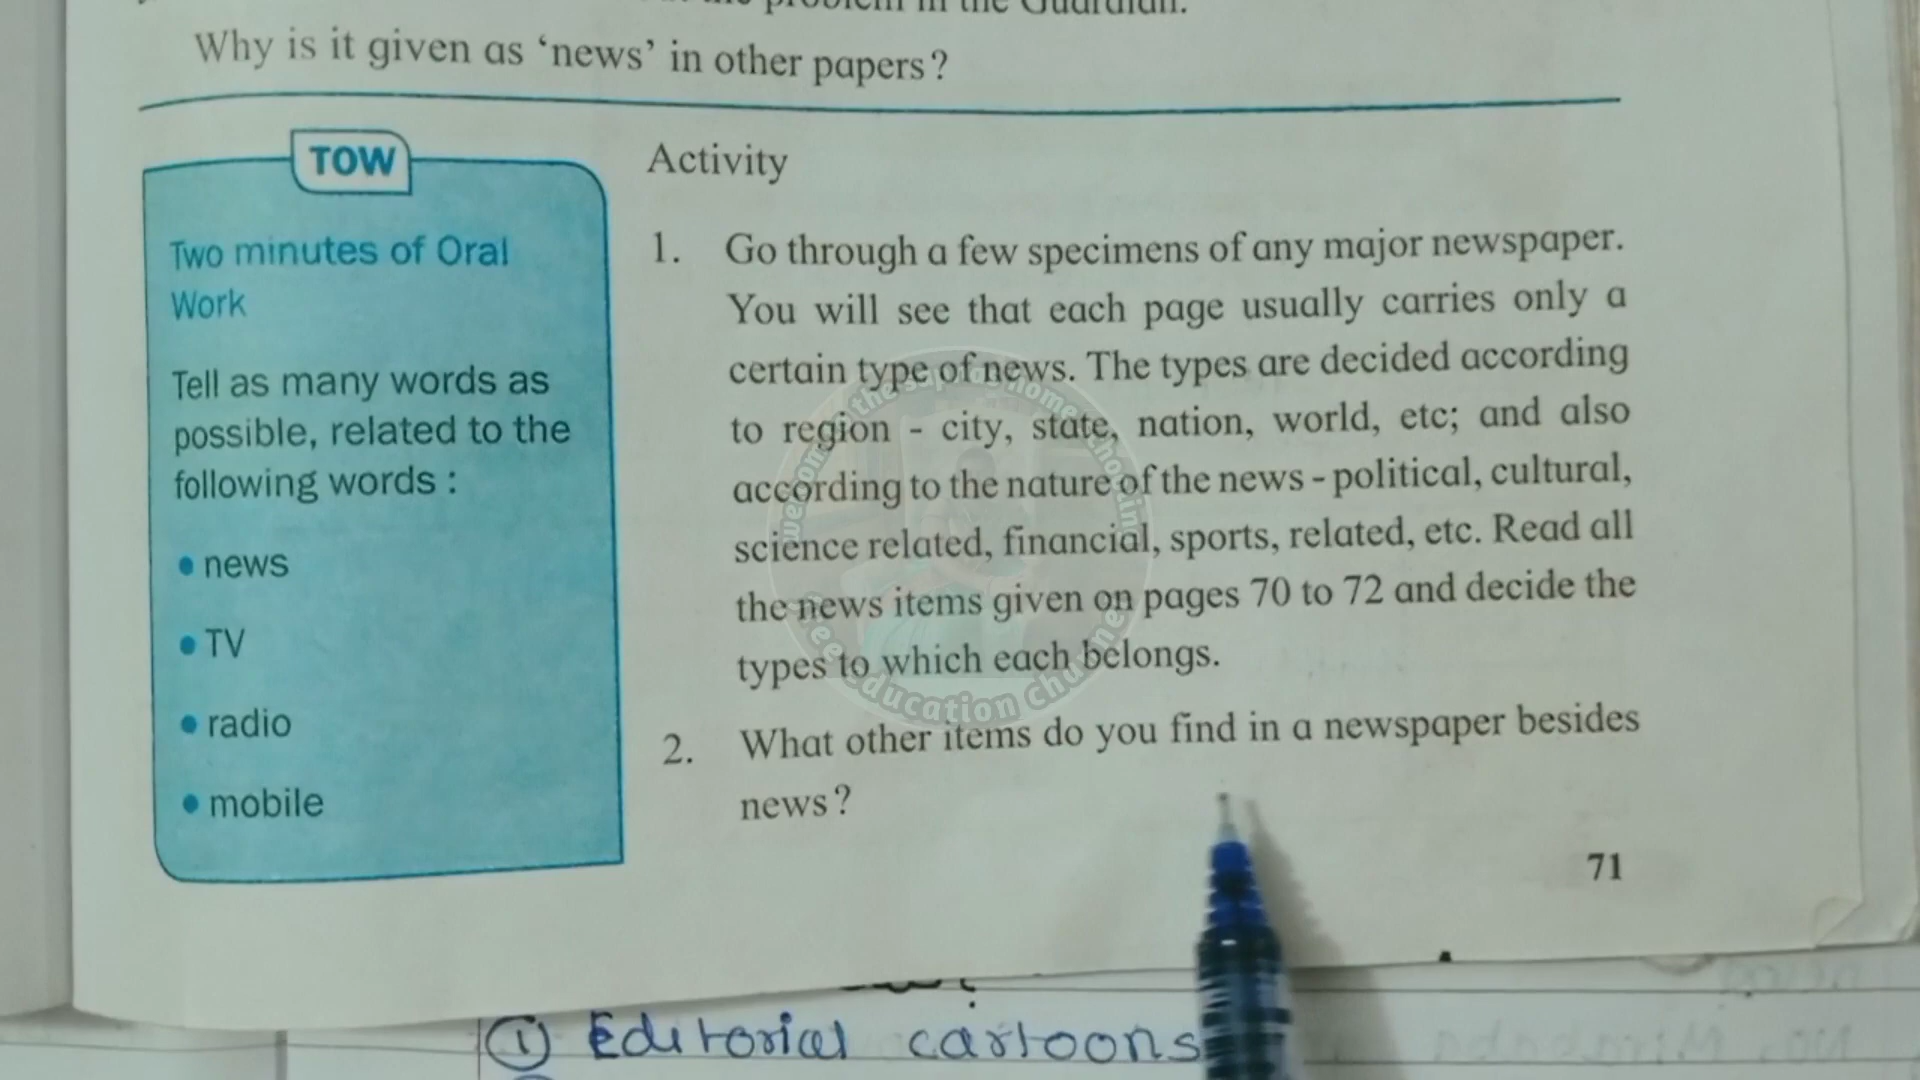 the problem in the Guardian.
Why is it given as ‘news’ in other papers?
TOW
Two minutes of Oral
Work
Tell as many words as
possible, related to the
following words :
• news
• TV
• radio
• mobile
Activity
1. Go through a few specimens of any major newspaper.
You will see that each page usually carries only a
certain type of news. The types are decided according
to region - city, state, nation, world, etc; and also
according to the nature of the news - political, cultural,
science related, financial, sports, related, etc. Read all
the news items given on pages 70 to 72 and decide the
types to which each belongs.
2. What other items do you find in a newspaper besides
news?
71
① Editorial cartoons